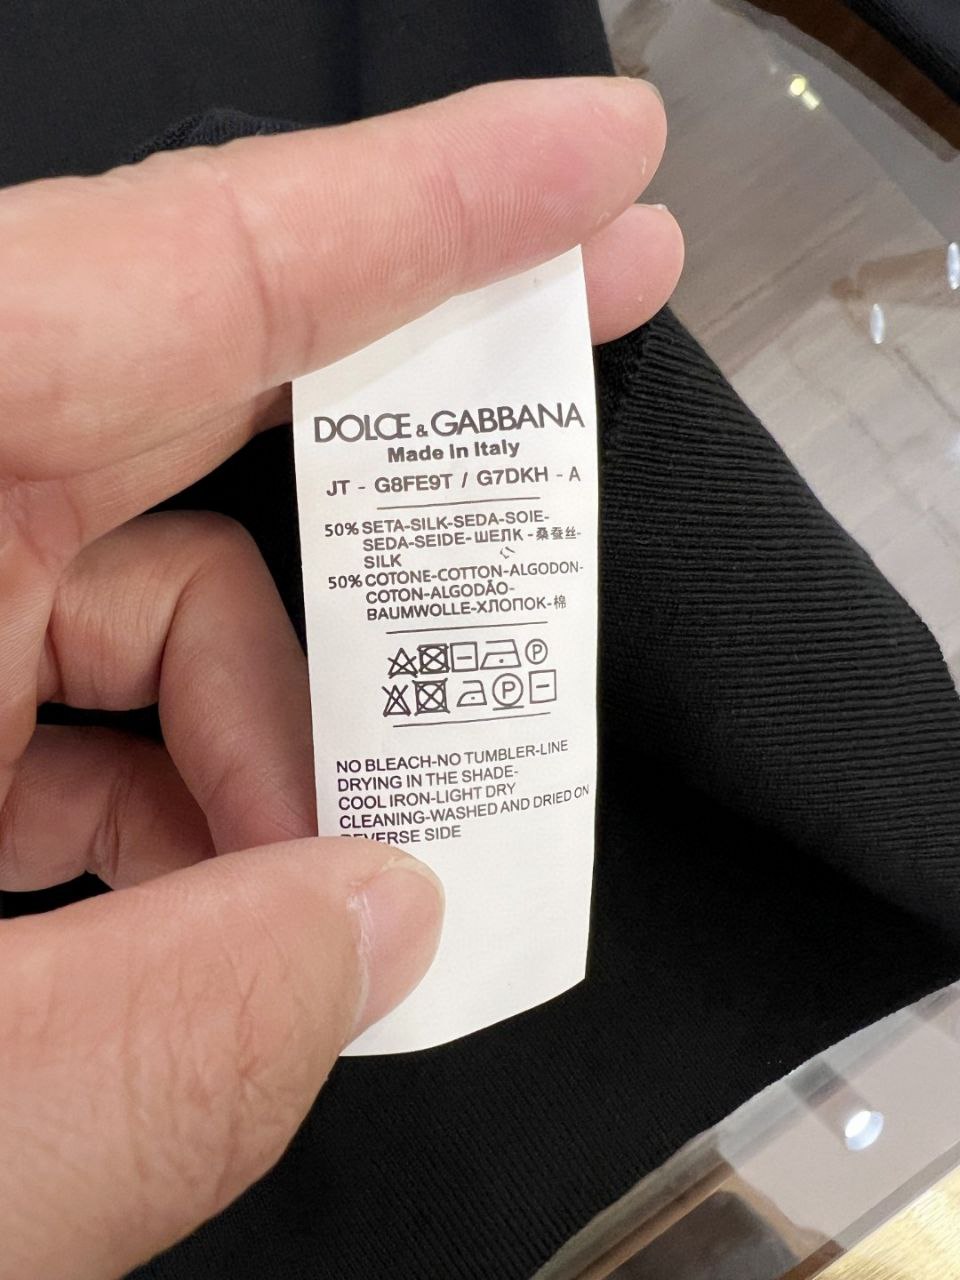 DOLCE & GABBANA
Made In Italy
JT - G8FE9T / G7DKH - A
50% SETA-SILK-SEDA-SOIE-
SEDA-SEIDE-ШЕЛК -桑蚕丝-
SILK
50% COTONE-COTTON-ALGODON-
COTON-ALGODÃO-
BAUMWOLLE-ХЛОПОК-棉
P
P
NO BLEACH-NO TUMBLER-LINE
DRYING IN THE SHADE-
COOL IRON-LIGHT DRY
CLEANING-WASHED AND DRIED ON
REVERSE SIDE